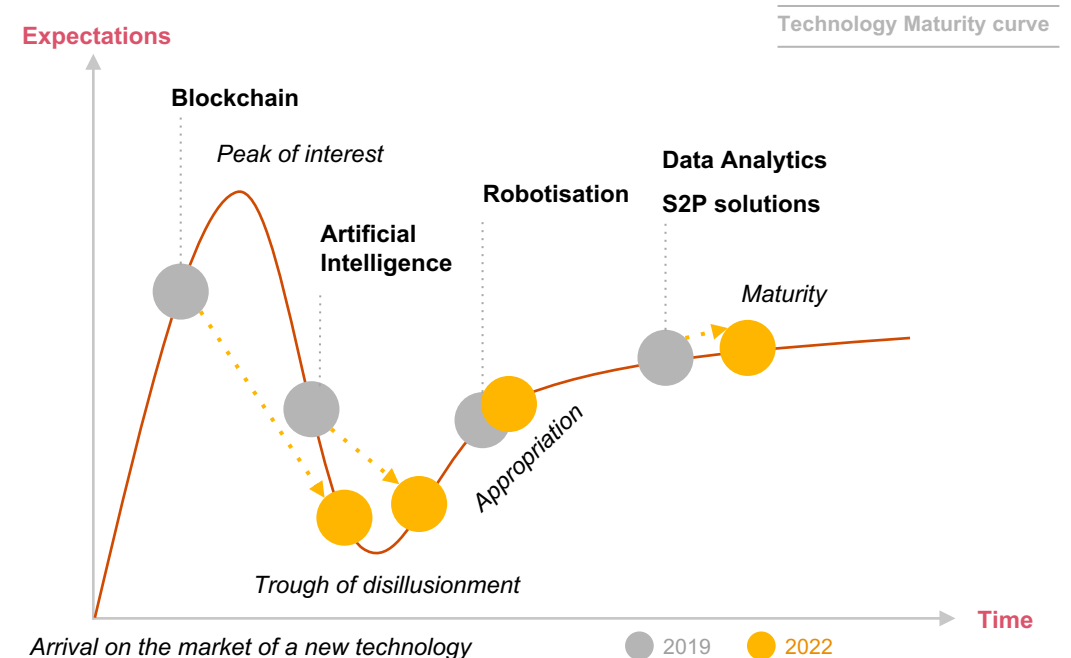 Technology Maturity curve
Expectations
Blockchain
Peak of interest
Data Analytics
S2P solutions
Robotisation
Artificial
Intelligence
Maturity
Appropriation
Trough of disillusionment
Time
Arrival on the market of a new technology
2019
2022